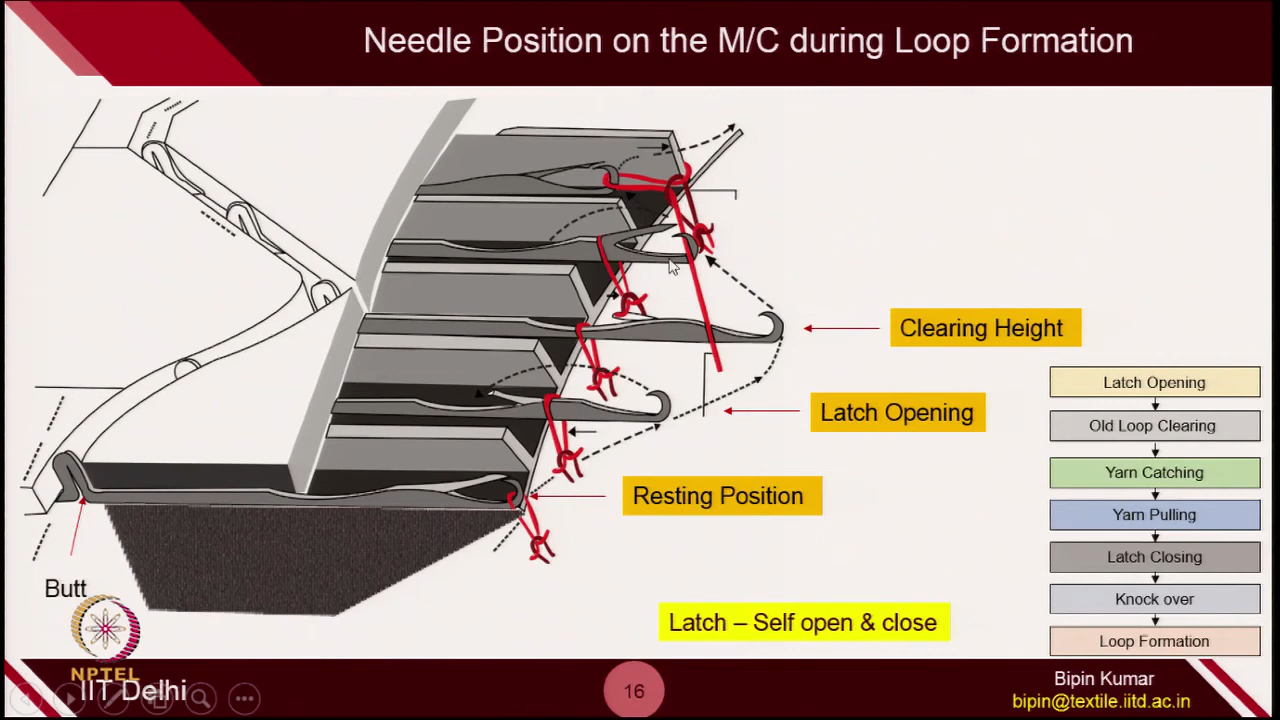 Needle Position on the M/C during Loop Formation
Clearing Height
Latch Opening
Resting Position
Butt
Latch – Self open & close
Latch Opening
Old Loop Clearing
Yarn Catching
Yarn Pulling
Latch Closing
Knock over
Loop Formation
NPTEL
IIT Delhi
16
Bipin Kumar
bipin@textile.iitd.ac.in